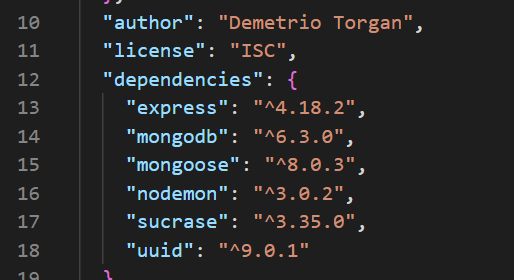 10 "author": "Demetrio Torgan",
11 "license": "ISC",
12 "dependencies": {
13 "express": "^4.18.2",
14 "mongodb": "^6.3.0",
15 "mongoose": "^8.0.3",
16 "nodemon": "^3.0.2",
17 "sucrase": "^3.35.0",
18 "uuid": "^9.0.1"
19 }